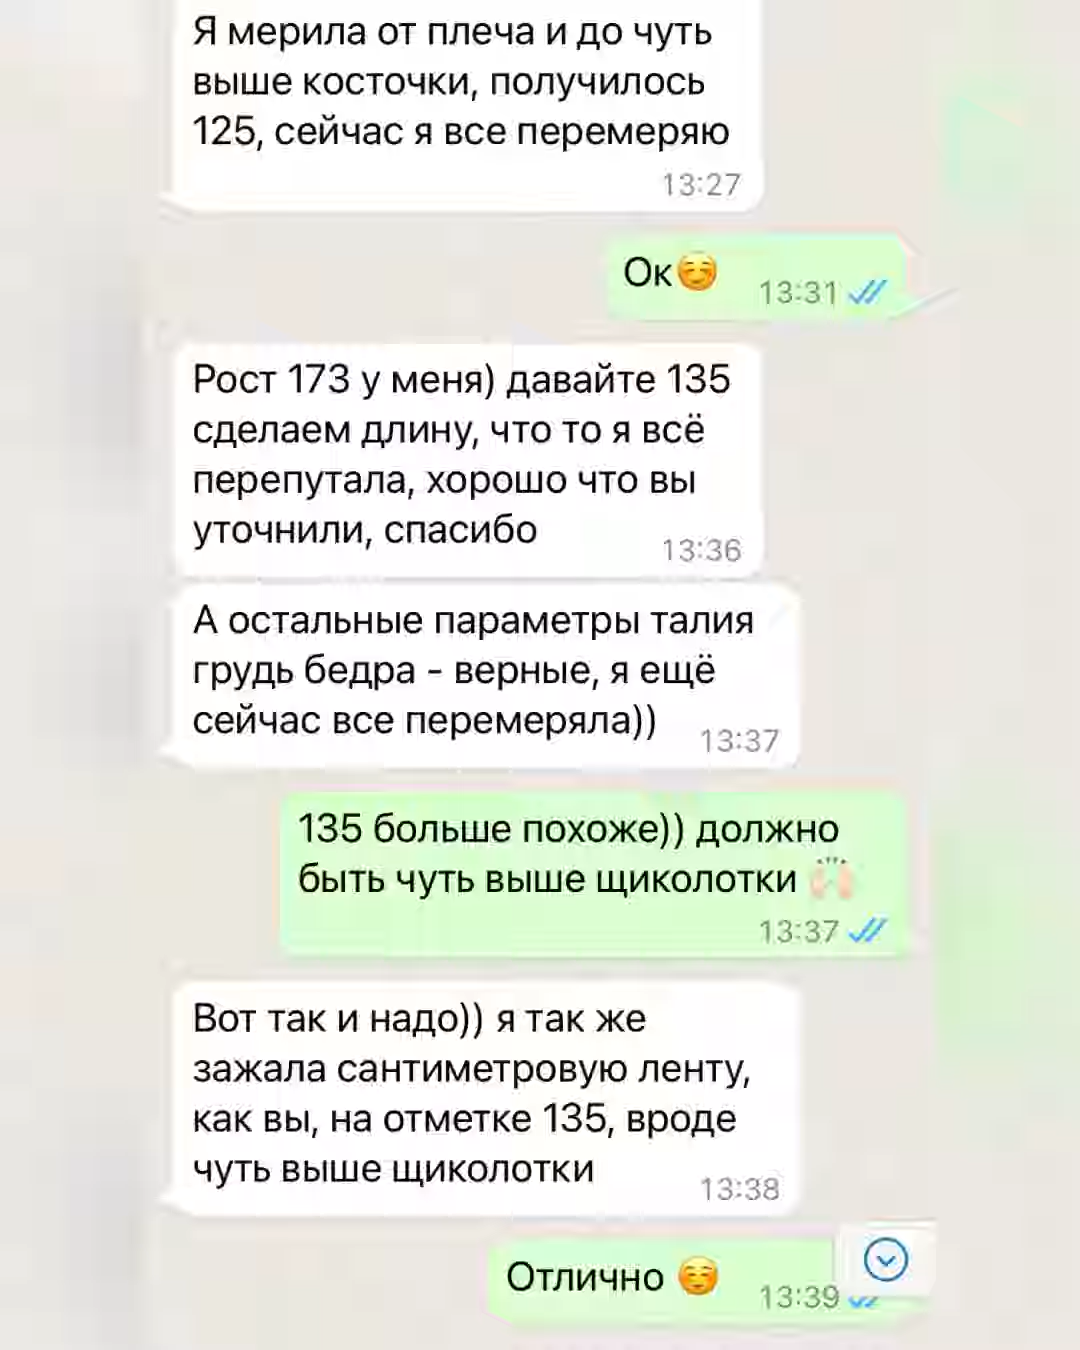 Я мерила от плеча и до чуть
выше косточки, получилось
125, сейчас я все перемеряю
13:27
Ок😊
13:31
Рост 173 у меня) давайте 135
сделаем длину, что то я всё
перепутала, хорошо что вы
уточнили, спасибо
13:36
А остальные параметры талия
грудь бедра - верные, я ещё
сейчас все перемеряла))
13:37
135 больше похоже)) должно
быть чуть выше щиколотки 🙌🏻
13:37
Вот так и надо)) я так же
зажала сантиметровую ленту,
как вы, на отметке 135, вроде
чуть выше щиколотки
13:38
Отлично 😊
13:39